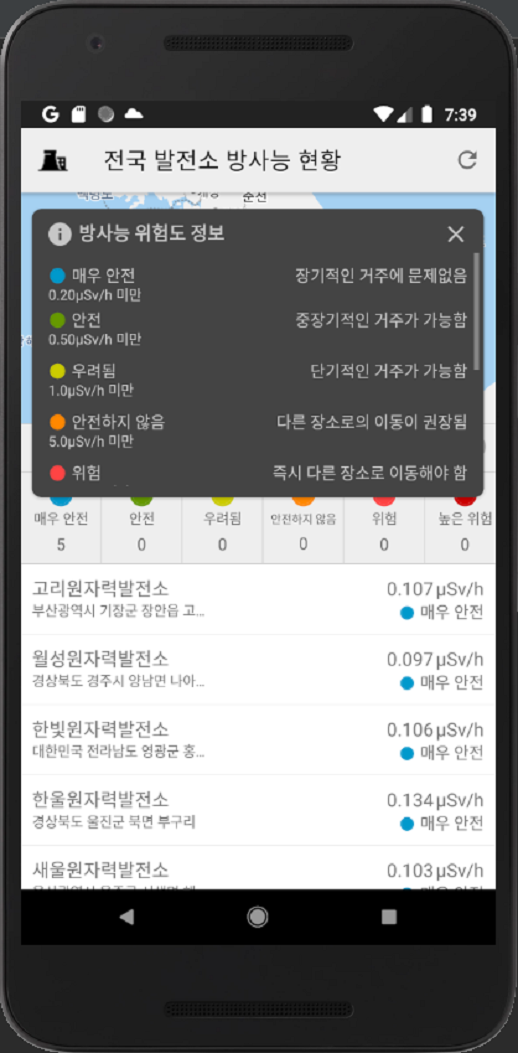 G 7:39
전국 발전소 방사능 현황
춘천
방사능 위험도 정보
매우 안전 장기적인 거주에 문제없음
0.20µSv/h 미만
안전 중장기적인 거주가 가능함
0.50µSv/h 미만
우려됨 단기적인 거주가 가능함
1.0µSv/h 미만
안전하지 않음 다른 장소로의 이동이 권장됨
5.0µSv/h 미만
위험 즉시 다른 장소로 이동해야 함
매우 안전 안전 우려됨 안전하지 않음 위험 높은 위험
5 0 0 0 0 0
고리원자력발전소 0.107µSv/h
부산광역시 기장군 장안읍 고... 매우 안전
월성원자력발전소 0.097µSv/h
경상북도 경주시 양남면 나아... 매우 안전
한빛원자력발전소 0.106µSv/h
대한민국 전라남도 영광군 홍... 매우 안전
한울원자력발전소 0.134µSv/h
경상북도 울진군 북면 부구리 매우 안전
새울원자력발전소 0.103µSv/h